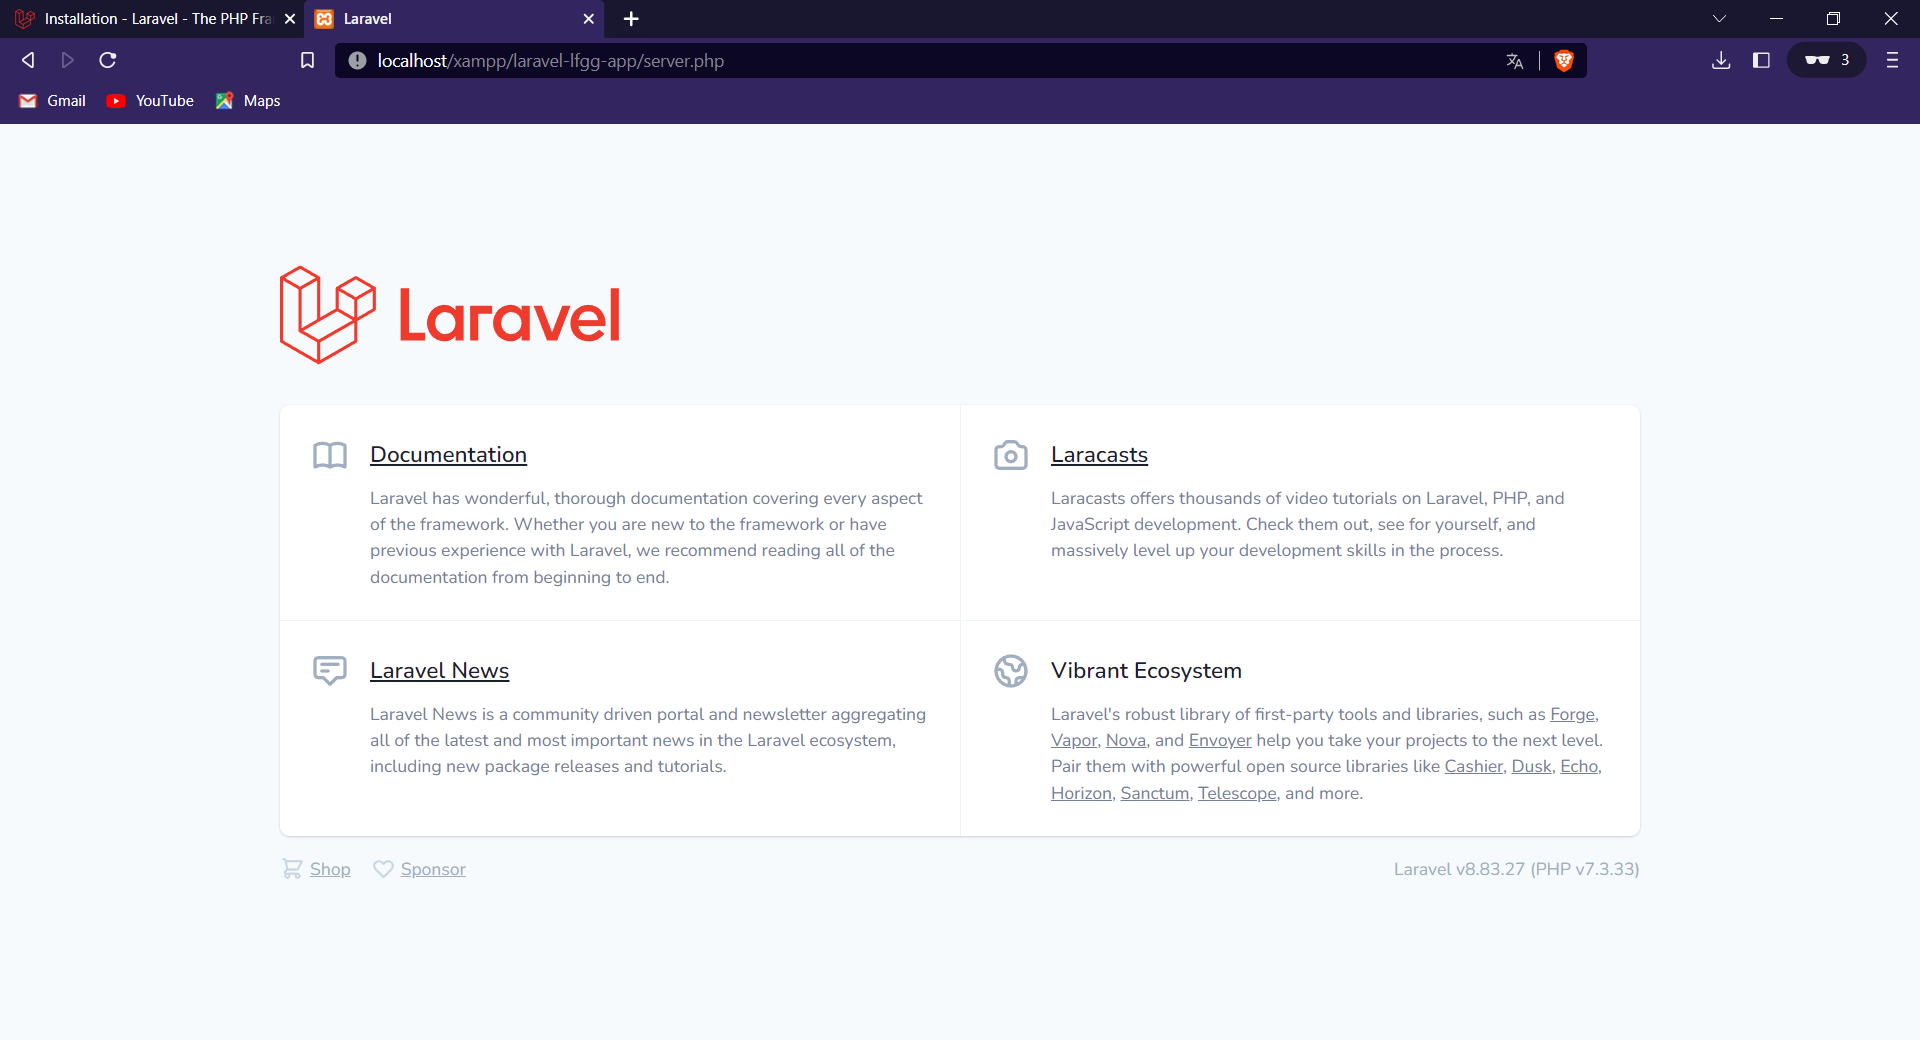 Installation - Laravel - The PHP Fra
Laravel
localhost/xampp/laravel-lfgg-app/server.php
3
Gmail
YouTube
Maps
Laravel
Documentation
Laravel has wonderful, thorough documentation covering every aspect
of the framework. Whether you are new to the framework or have
previous experience with Laravel, we recommend reading all of the
documentation from beginning to end.
Laracasts
Laracasts offers thousands of video tutorials on Laravel, PHP, and
JavaScript development. Check them out, see for yourself, and
massively level up your development skills in the process.
Laravel News
Laravel News is a community driven portal and newsletter aggregating
all of the latest and most important news in the Laravel ecosystem,
including new package releases and tutorials.
Vibrant Ecosystem
Laravel's robust library of first-party tools and libraries, such as Forge,
Vapor, Nova, and Envoyer help you take your projects to the next level.
Pair them with powerful open source libraries like Cashier, Dusk, Echo,
Horizon, Sanctum, Telescope, and more.
Shop
Sponsor
Laravel v8.83.27 (PHP v7.3.33)